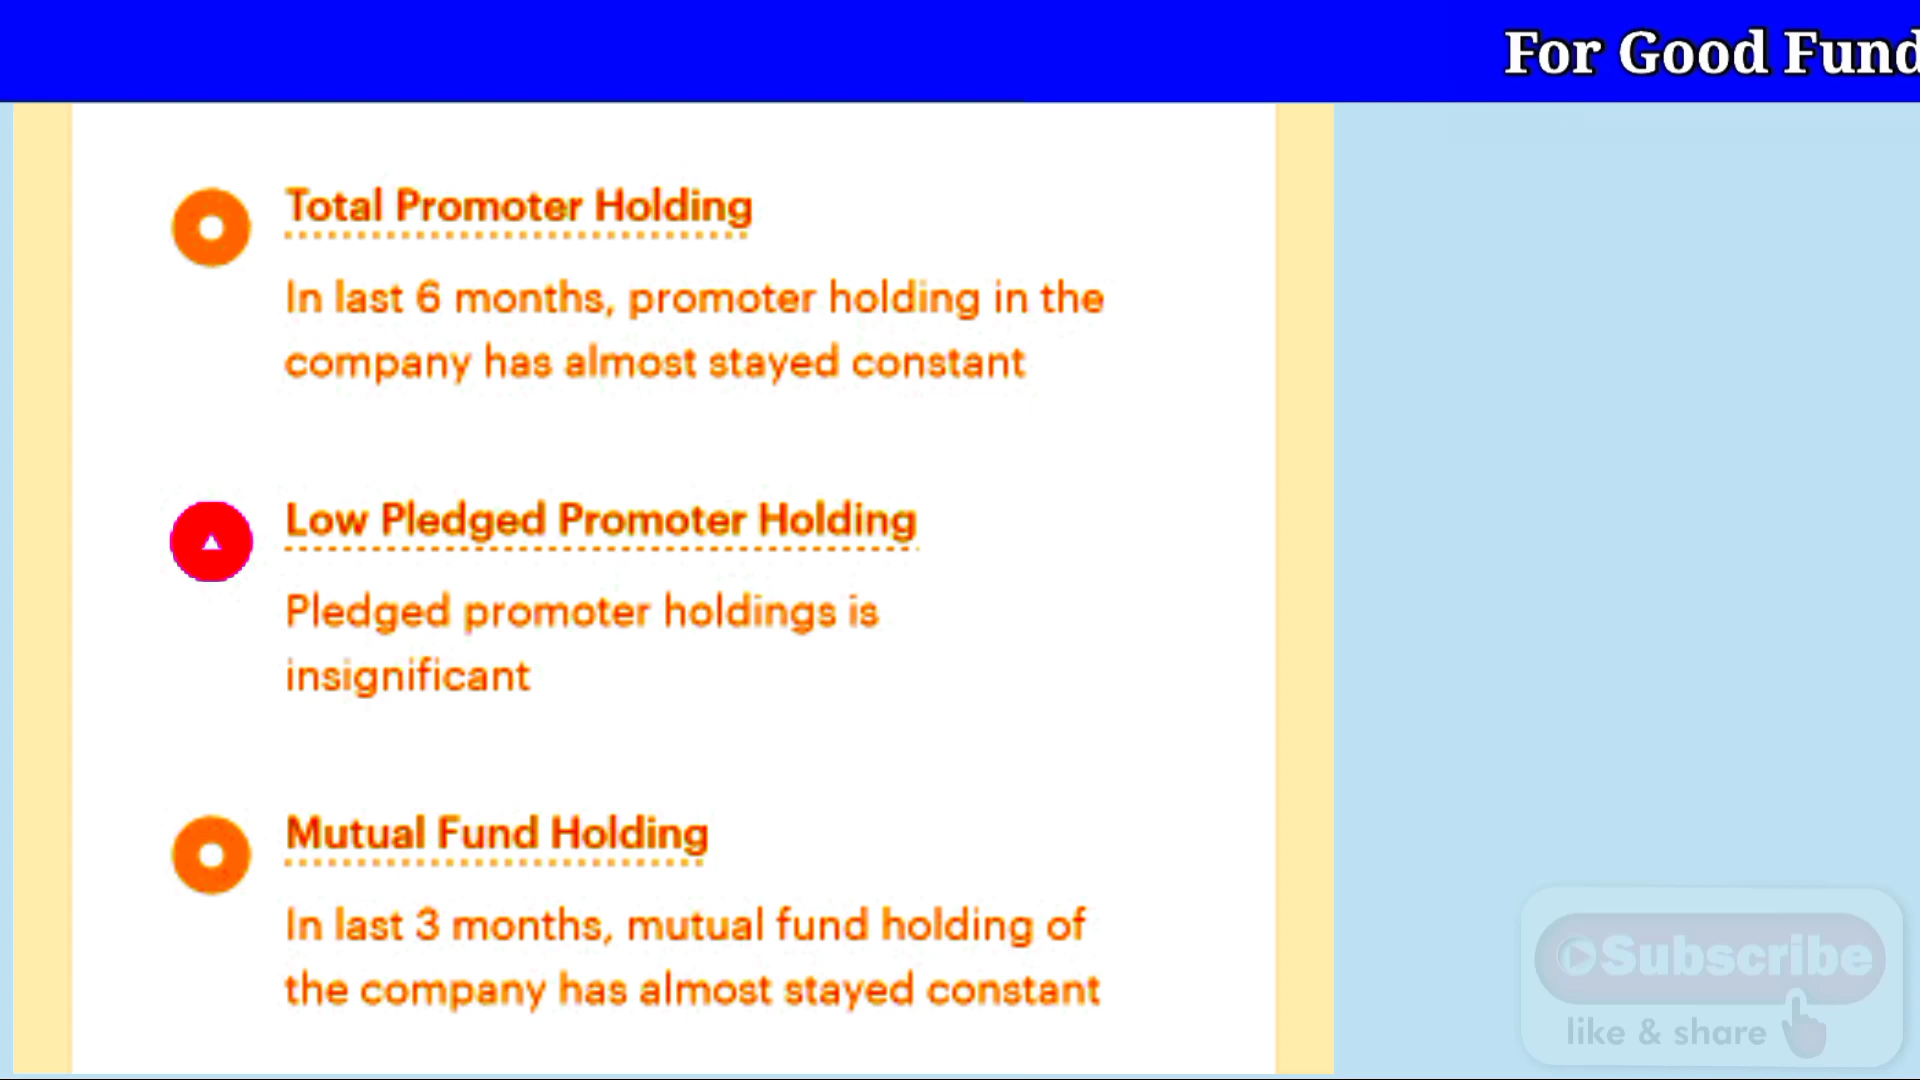 For Good Fund
Total Promoter Holding
In last 6 months, promoter holding in the
company has almost stayed constant
Low Pledged Promoter Holding
Pledged promoter holdings is
insignificant
Mutual Fund Holding
In last 3 months, mutual fund holding of
the company has almost stayed constant
Subscribe
like & share